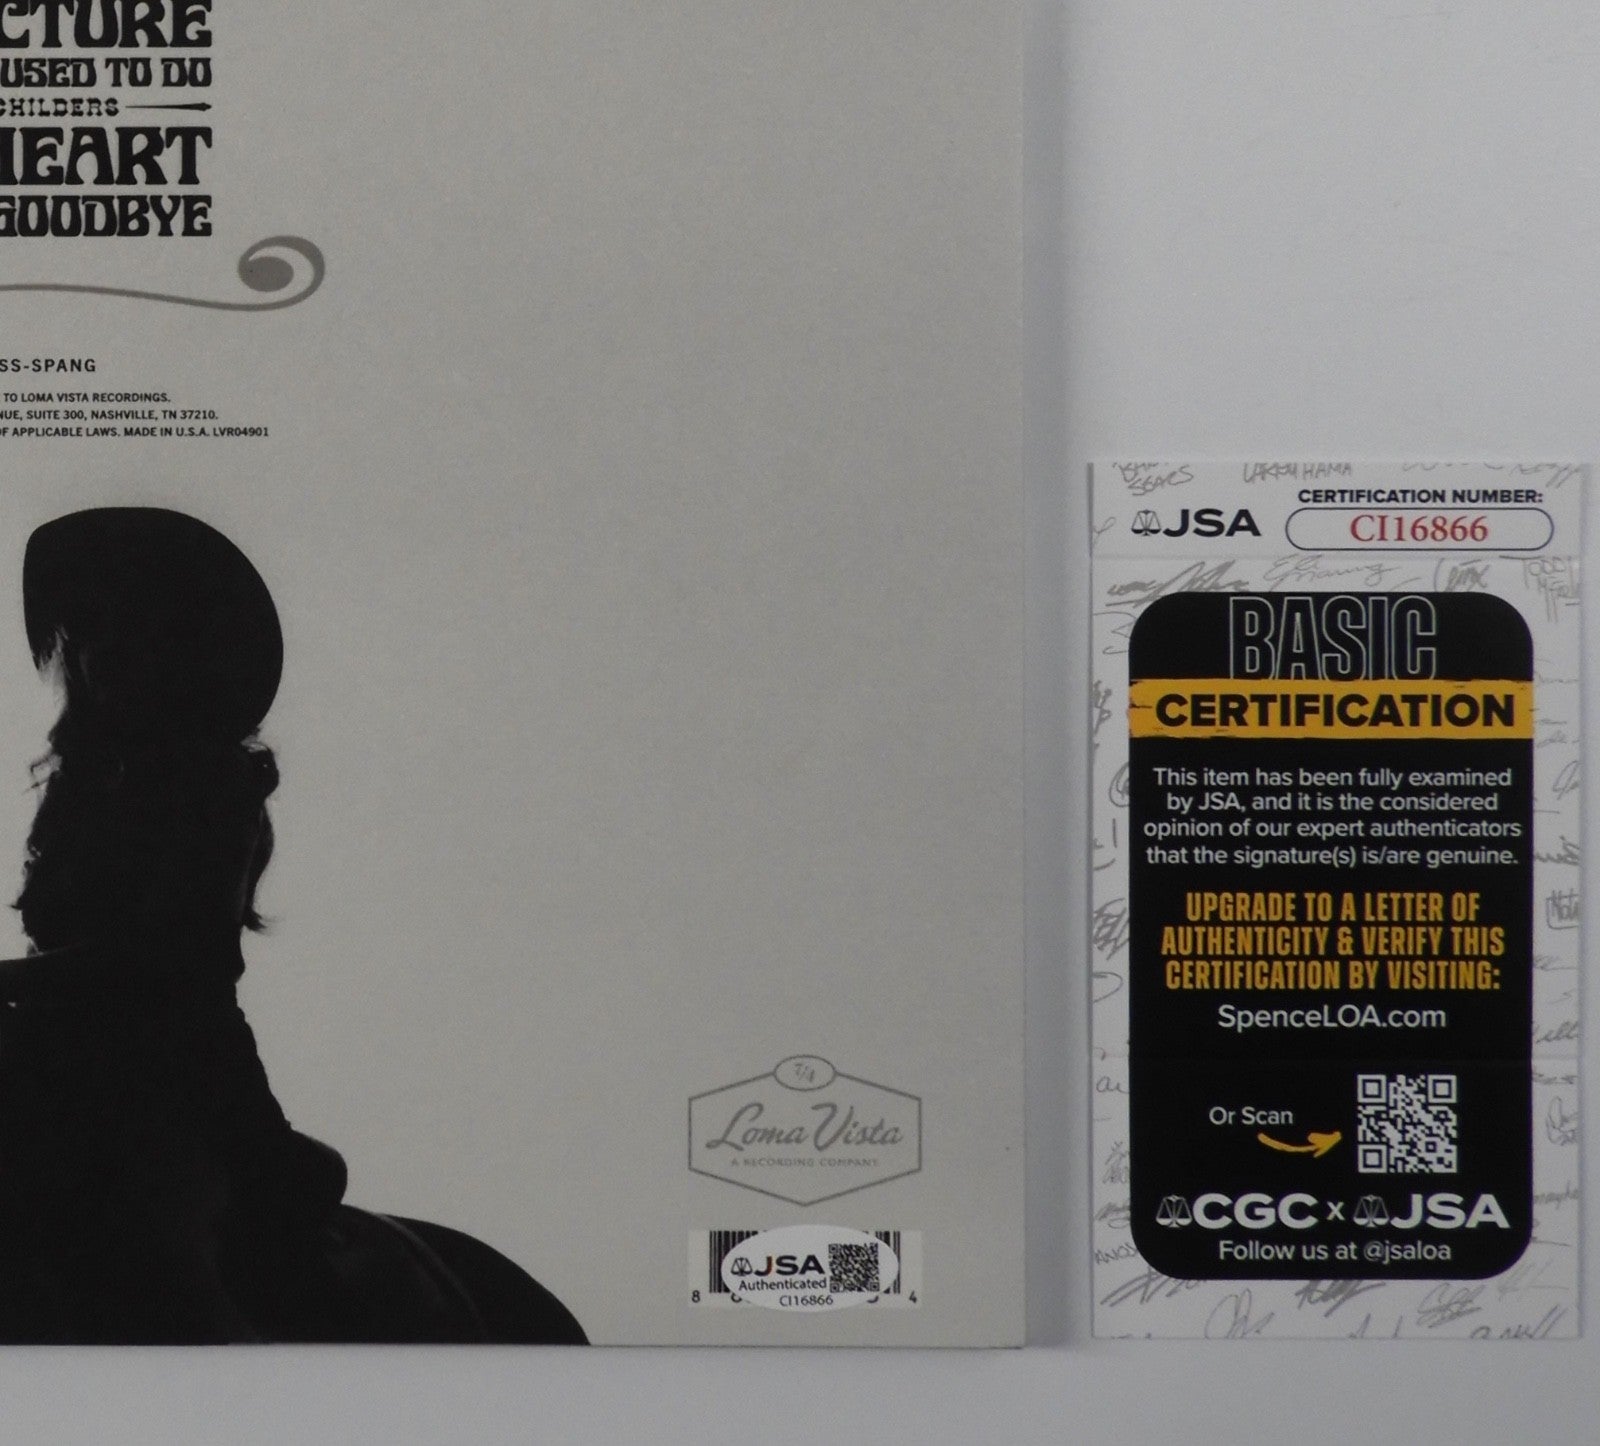 CTURE
USED TO DO
CHILDERS
HEART
GOODBYE
SS-SPANG
TO LOMA VISTA RECORDINGS.
NUE, SUITE 300, NASHVILLE, TN 37210.
OF APPLICABLE LAWS. MADE IN U.S.A. LVR04901
Loma Vista
A RECORDING COMPANY
JSA
Authenticated
CI16866
8
4
JSA
CERTIFICATION NUMBER:
CI16866
BASIC
CERTIFICATION
This item has been fully examined
by JSA, and it is the considered
opinion of our expert authenticators
that the signature(s) is/are genuine.
UPGRADE TO A LETTER OF
AUTHENTICITY & VERIFY THIS
CERTIFICATION BY VISITING:
SpenceLOA.com
Or Scan
CGC x JSA
Follow us at @jsaloa